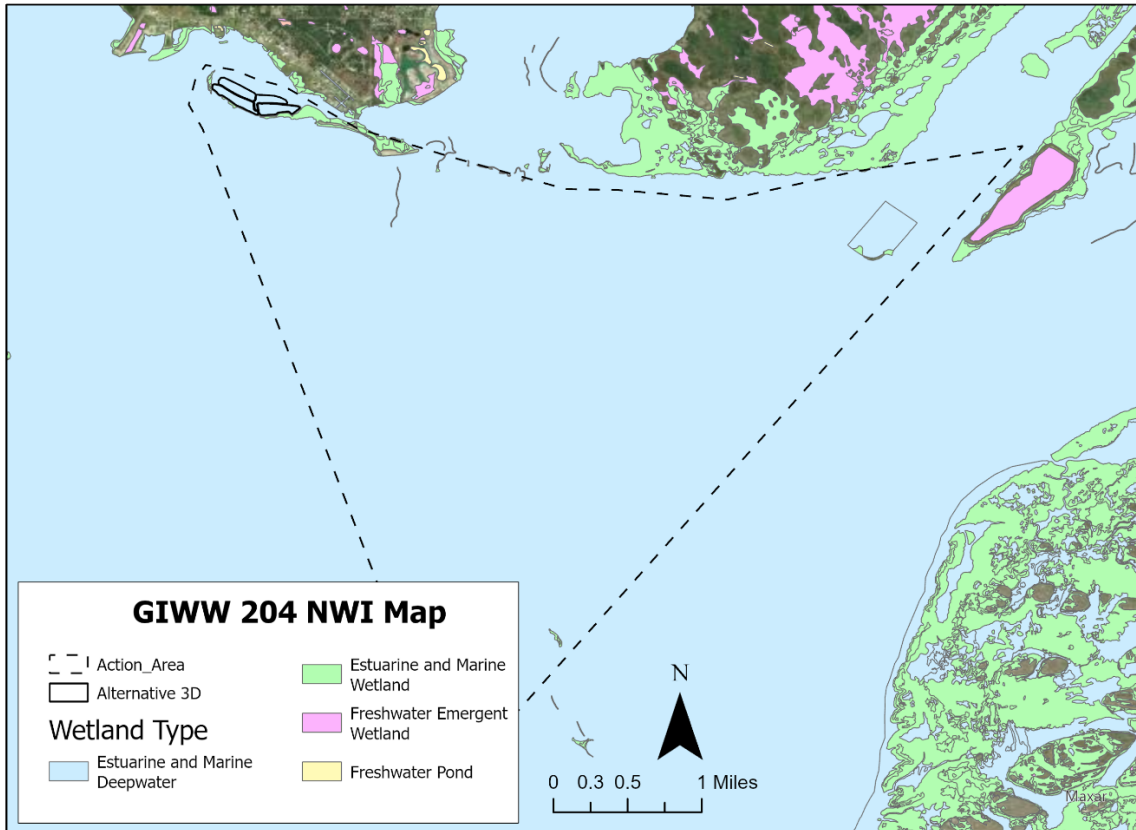 GIWW 204 NWI Map
Action_Area
Alternative 3D
Wetland Type
Estuarine and Marine
Deepwater
Estuarine and Marine
Wetland
Freshwater Emergent
Wetland
Freshwater Pond
N
0 0.3 0.5 1 Miles
Maxar